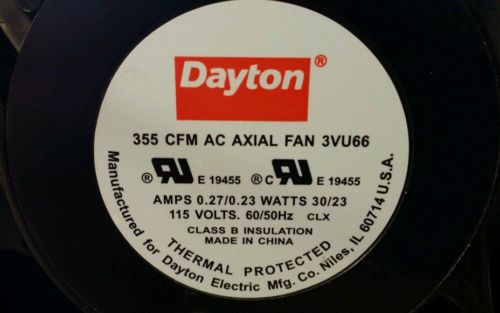 Dayton®
355 CFM AC AXIAL FAN 3VU66
® RU E 19455 ® C RU E 19455
AMPS 0.27/0.23 WATTS 30/23
115 VOLTS. 60/50Hz CLX
CLASS B INSULATION
MADE IN CHINA
THERMAL PROTECTED
Manufactured for Dayton Electric Mfg. Co. Niles, IL 60714 U.S.A.